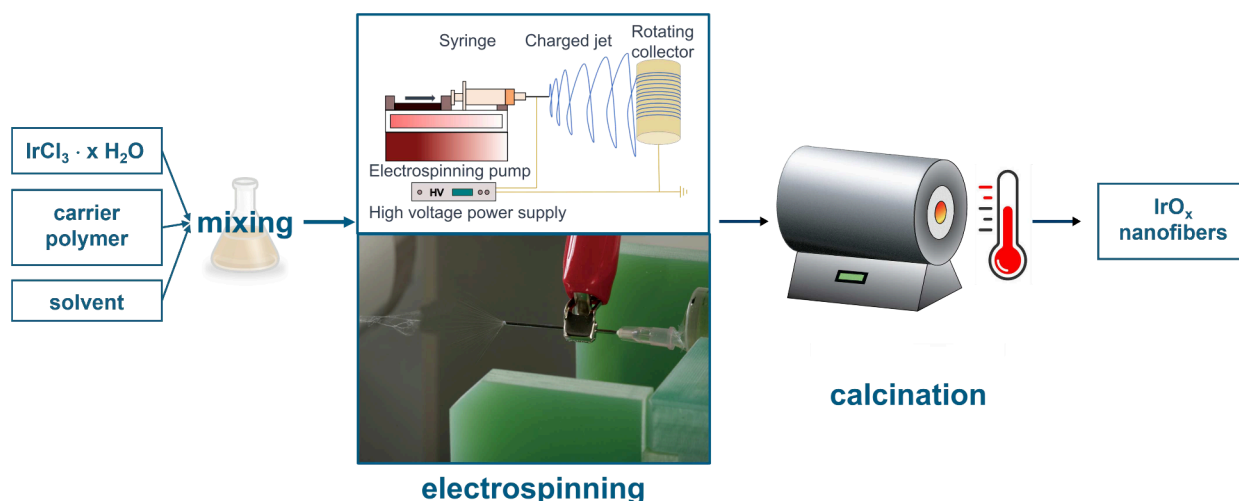 IrCl₃ · x H₂O
carrier
polymer
solvent
mixing
Syringe
Charged jet
Rotating
collector
Electrospinning pump
HV
High voltage power supply
electrospinning
calcination
IrOₓ
nanofibers